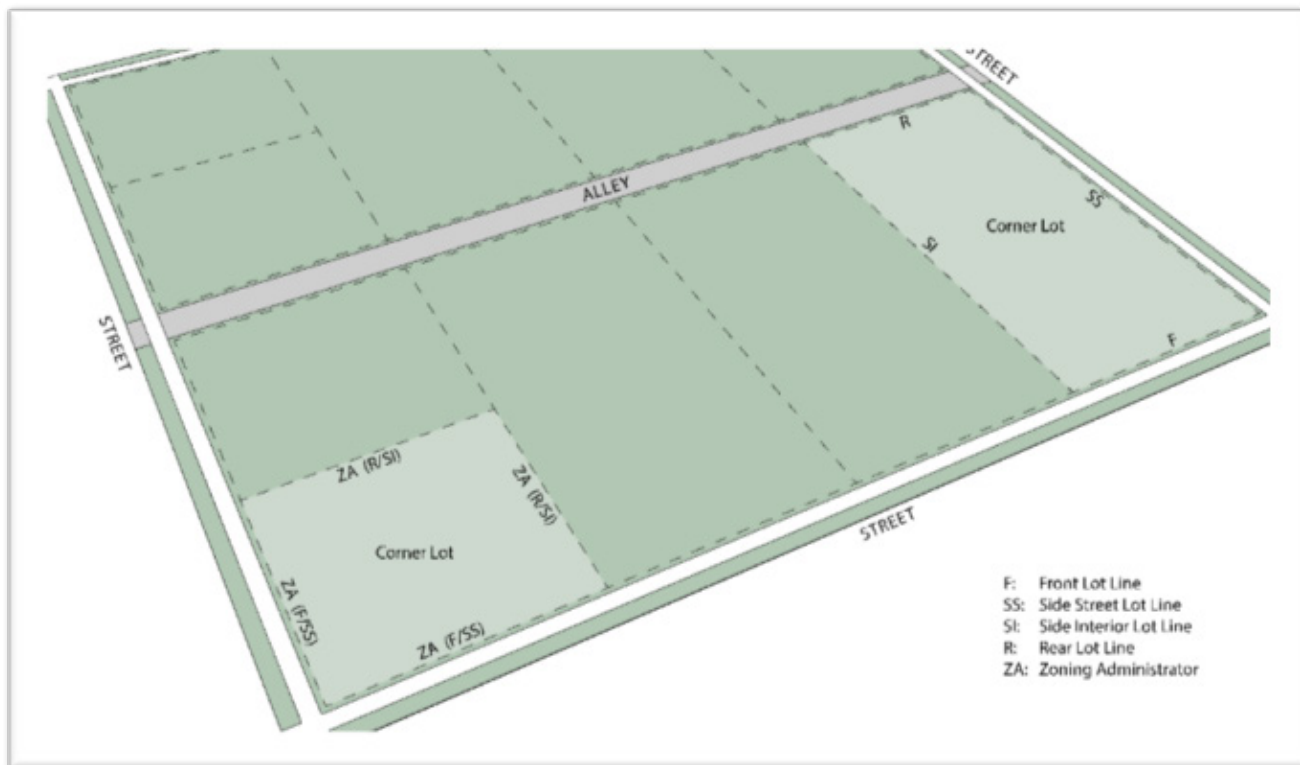 STREET
R
ALLEY
SS
Corner Lot
SI
STREET
F
ZA (R/SI)
ZA (R/SI)
STREET
Corner Lot
ZA (F/SS)
ZA (F/SS)
F: Front Lot Line
SS: Side Street Lot Line
SI: Side Interior Lot Line
R: Rear Lot Line
ZA: Zoning Administrator